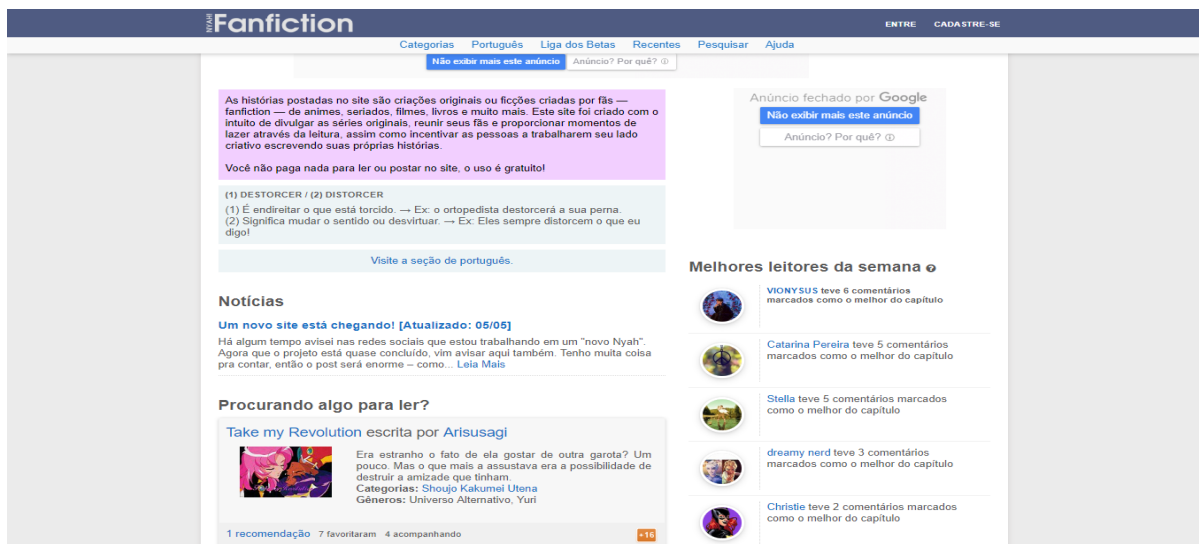 NYAH! Fanfiction
ENTRE CADASTRE-SE
Categorias Português Liga dos Betas Recentes Pesquisar Ajuda
Não exibir mais este anúncio Anúncio? Por quê?
As histórias postadas no site são criações originais ou ficções criadas por fãs —
fanfiction — de animes, seriados, filmes, livros e muito mais. Este site foi criado com o
intuito de divulgar as séries originais, reunir seus fãs e proporcionar momentos de
lazer através da leitura, assim como incentivar as pessoas a trabalharem seu lado
criativo escrevendo suas próprias histórias.
Você não paga nada para ler ou postar no site, o uso é gratuito!
(1) DESTORCER / (2) DISTORCER
(1) É endireitar o que está torcido. → Ex: o ortopedista destorcerá a sua perna.
(2) Significa mudar o sentido ou desvirtuar. → Ex: Eles sempre distorcem o que eu
digo!
Visite a seção de português.
Notícias
Um novo site está chegando! [Atualizado: 05/05]
Há algum tempo avisei nas redes sociais que estou trabalhando em um "novo Nyah".
Agora que o projeto está quase concluído, vim avisar aqui também. Tenho muita coisa
pra contar, então o post será enorme – como... Leia Mais
Procurando algo para ler?
Take my Revolution escrita por Arisusagi
Era estranho o fato de ela gostar de outra garota? Um
pouco. Mas o que mais a assustava era a possibilidade de
destruir a amizade que tinham.
Categorias: Shoujo Kakumei Utena
Gêneros: Universo Alternativo, Yuri
1 recomendação 7 favoritaram 4 acompanhando
+16
Anúncio fechado por Google
Não exibir mais este anúncio
Anúncio? Por quê?
Melhores leitores da semana
VIONYSUS teve 6 comentários
marcados como o melhor do capítulo
Catarina Pereira teve 5 comentários
marcados como o melhor do capítulo
Stella teve 5 comentários marcados
como o melhor do capítulo
dreamy nerd teve 3 comentários
marcados como o melhor do capítulo
Christie teve 2 comentários marcados
como o melhor do capítulo